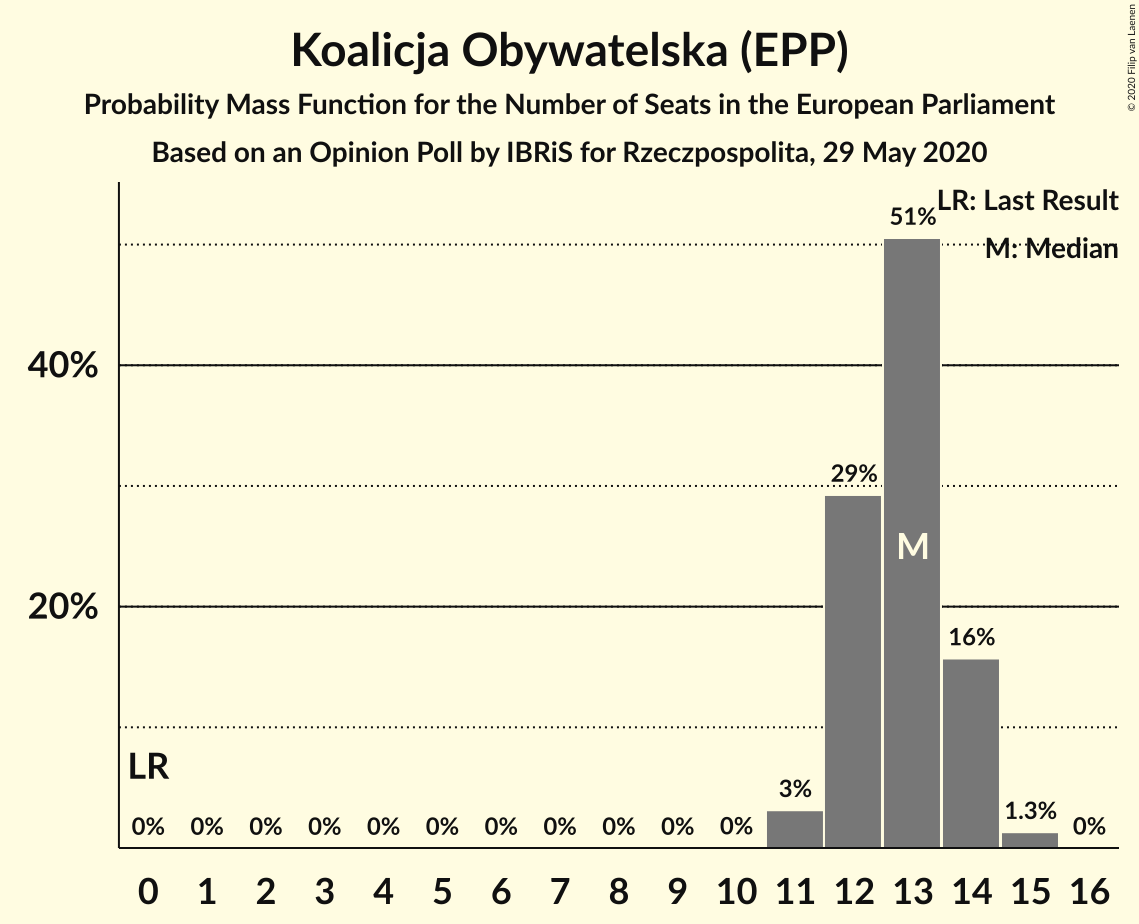 Koalicja Obywatelska (EPP)
Probability Mass Function for the Number of Seats in the European Parliament
Based on an Opinion Poll by IBRiS for Rzeczpospolita, 29 May 2020
© 2020 Filip van Laenen
LR: Last Result
M: Median
51%
40%
29%
M
20%
16%
LR
3%
1.3%
0% 0% 0% 0% 0% 0% 0% 0% 0% 0% 0% 0%
0 1 2 3 4 5 6 7 8 9 10 11 12 13 14 15 16